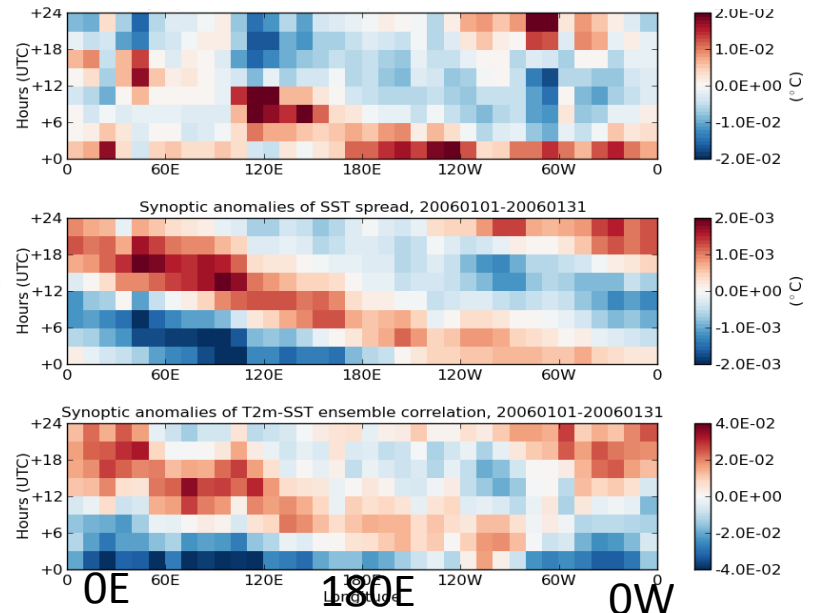 +24
+18
+12
+6
+0
Hours (UTC)
0 60E 120E 180E 120W 60W 0
2.0E-02
1.0E-02
0.0E+00
-1.0E-02
-2.0E-02
(°C)
Synoptic anomalies of SST spread, 20060101-20060131
+24
+18
+12
+6
+0
Hours (UTC)
0 60E 120E 180E 120W 60W 0
2.0E-03
1.0E-03
0.0E+00
-1.0E-03
-2.0E-03
(°C)
Synoptic anomalies of T2m-SST ensemble correlation, 20060101-20060131
+24
+18
+12
+6
+0
Hours (UTC)
0 60E 120E 180E 120W 60W 0
4.0E-02
2.0E-02
0.0E+00
-2.0E-02
-4.0E-02
Longitude
0E 180E 0W